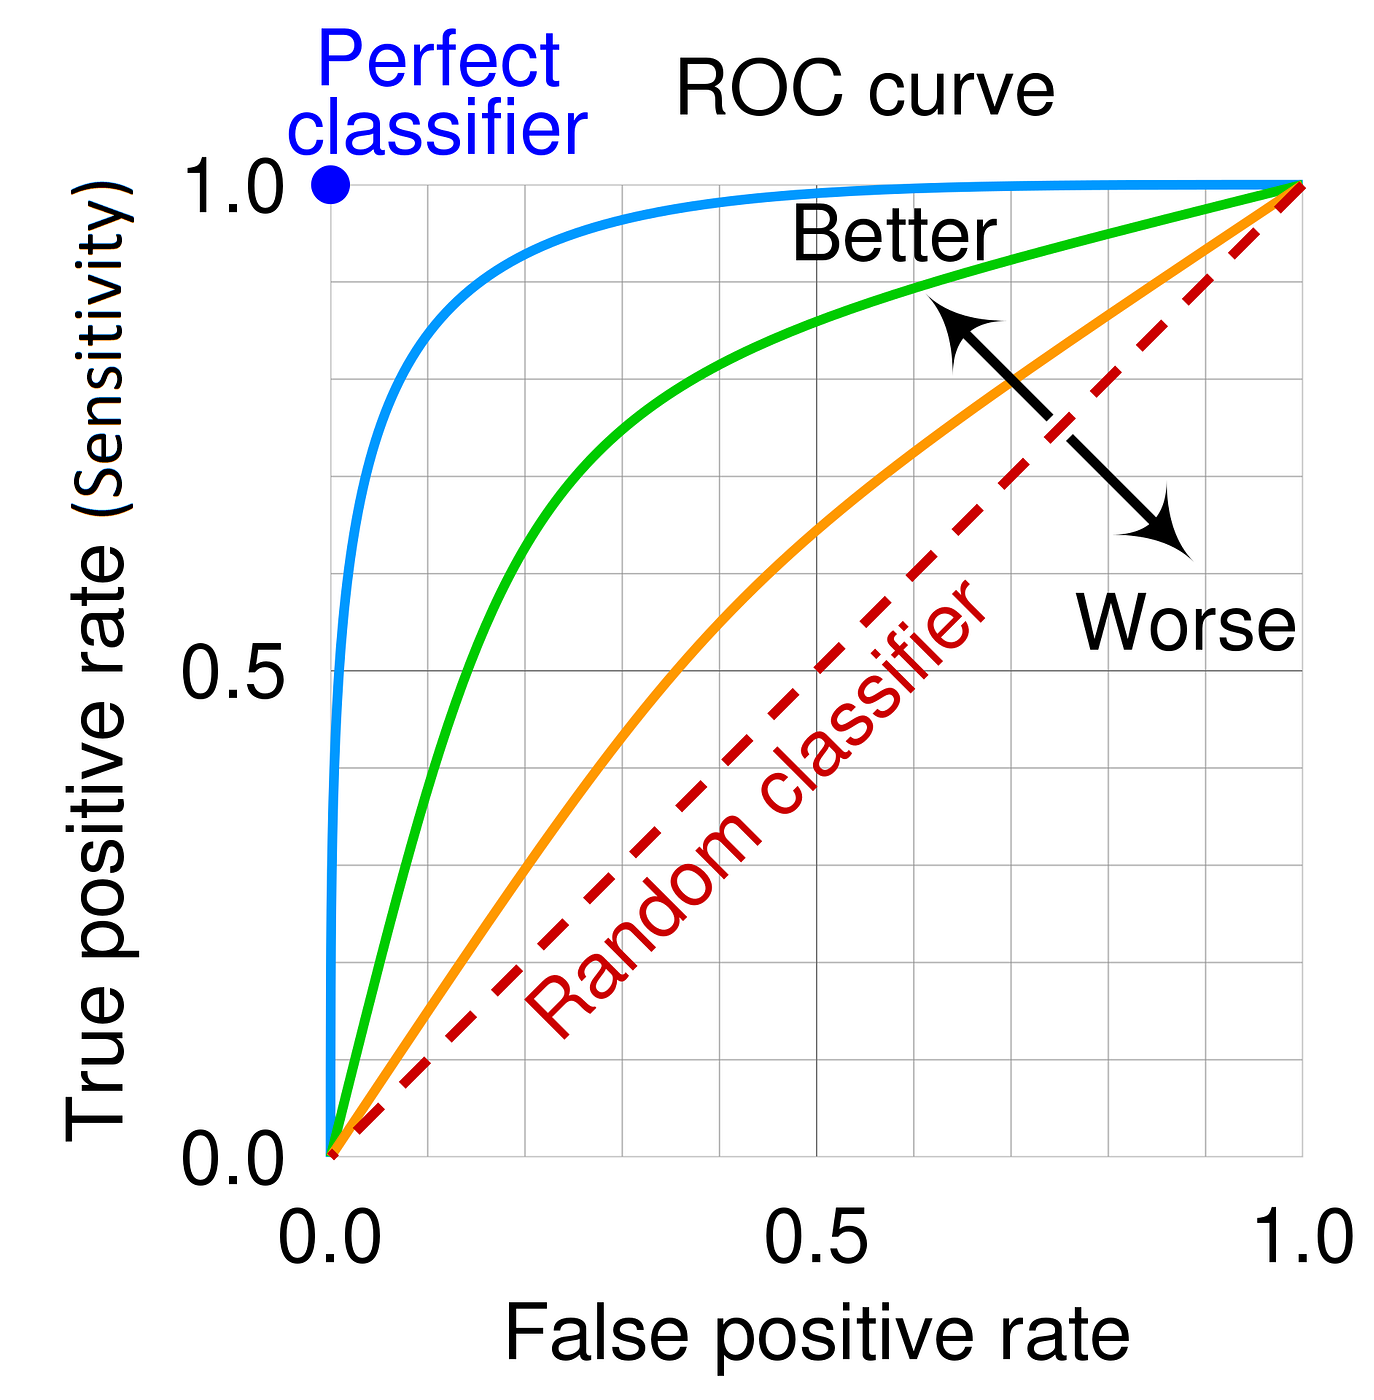 Perfect
classifier
ROC curve
1.0
Better
True positive rate (Sensitivity)
Worse
0.5
Random classifier
0.0
0.0
0.5
1.0
False positive rate